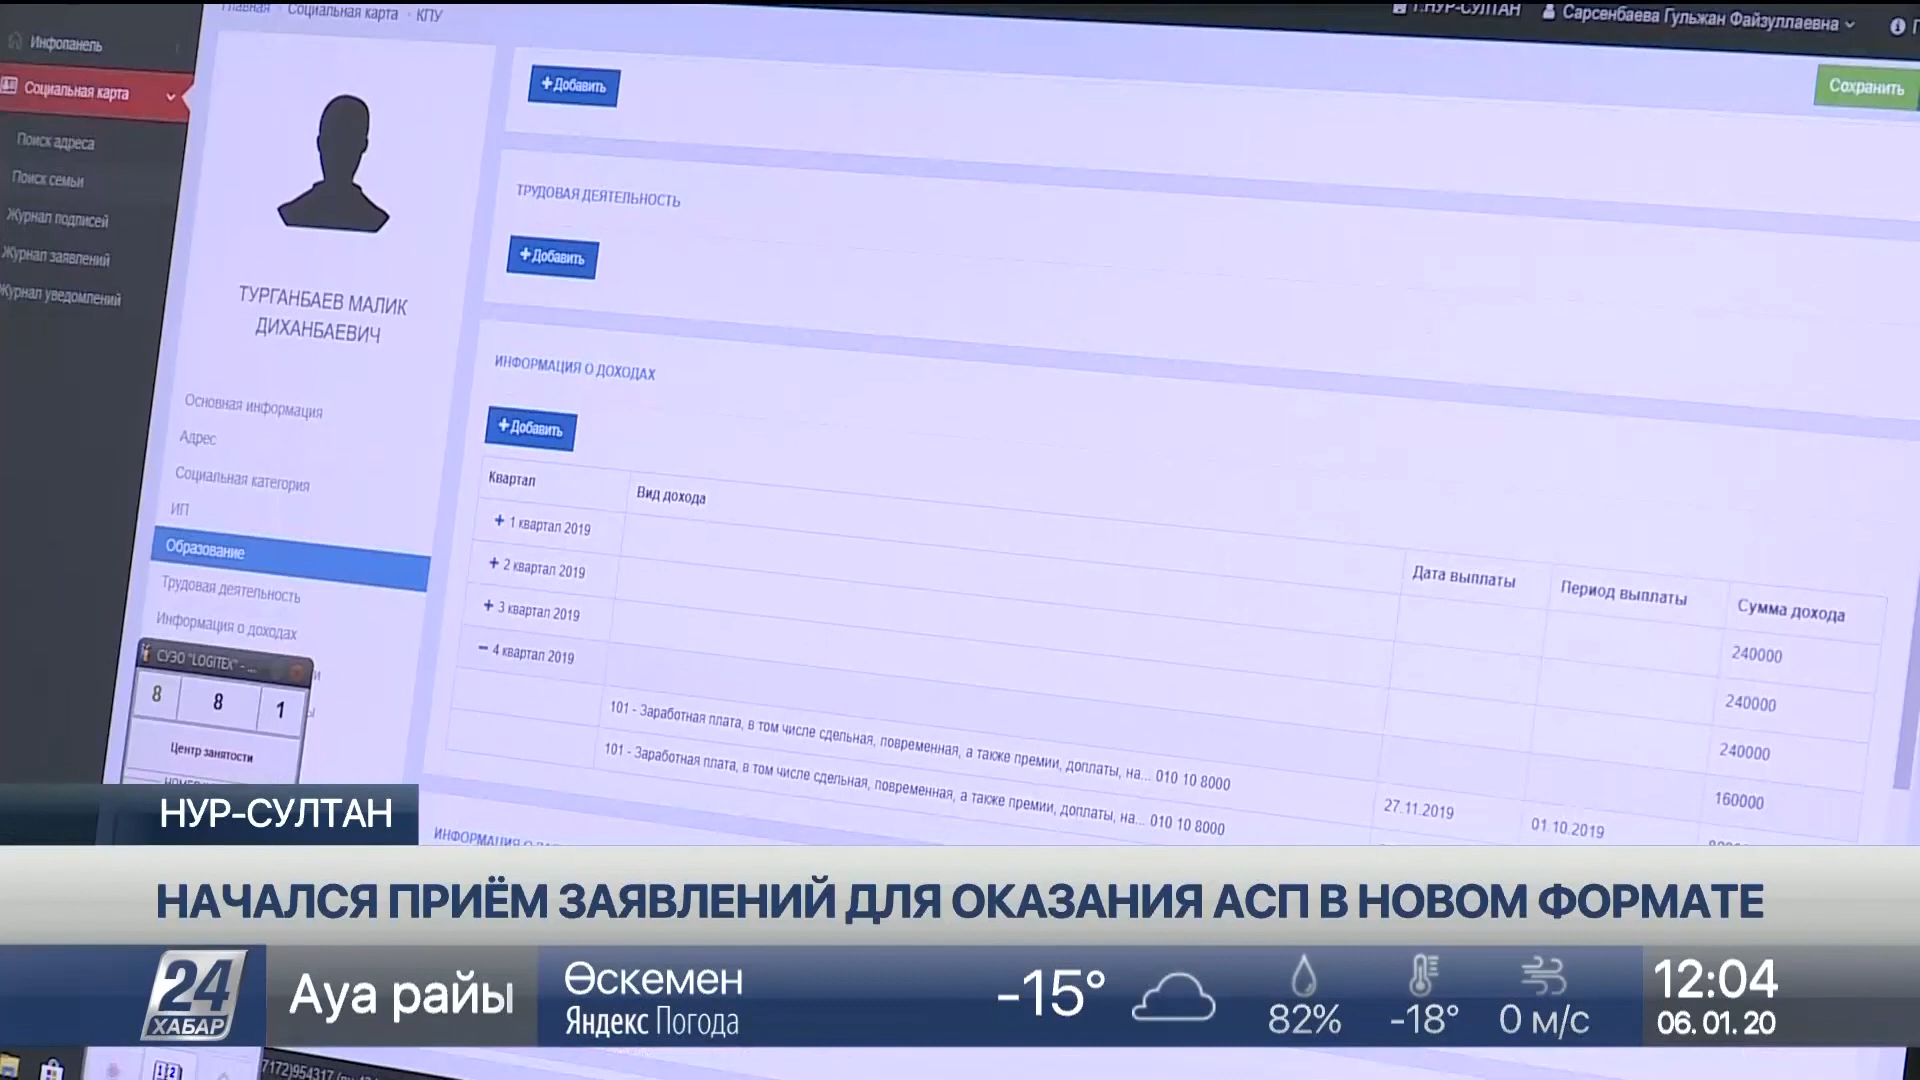 Главная Социальная карта КПУ
Г.НУР-СУЛТАН Сарсенбаева Гульжан Файзуллаевна
Инфопанель
Социальная карта
Поиск адреса
Поиск семьи
Журнал подписей
Журнал заявлений
Журнал уведомлений
ТУРГАНБАЕВ МАЛИК
ДИХАНБАЕВИЧ
Основная информация
Адрес
Социальная категория
ИП
Образование
Трудовая деятельность
Информация о доходах
+ Добавить
Сохранить
ТРУДОВАЯ ДЕЯТЕЛЬНОСТЬ
+ Добавить
ИНФОРМАЦИЯ О ДОХОДАХ
+ Добавить
Квартал Вид дохода Дата выплаты Период выплаты Сумма дохода
+ 1 квартал 2019 240000
+ 2 квартал 2019 240000
+ 3 квартал 2019 240000
− 4 квартал 2019 160000
101 - Заработная плата, в том числе сдельная, повременная, а также премии, доплаты, на... 010 10 8000 27.11.2019 01.10.2019
101 - Заработная плата, в том числе сдельная, повременная, а также премии, доплаты, на... 010 10 8000
СУЭО "LOGITEX" - ...
8 8 1
Центр занятости
НУР-СУЛТАН
НАЧАЛСЯ ПРИЁМ ЗАЯВЛЕНИЙ ДЛЯ ОКАЗАНИЯ АСП В НОВОМ ФОРМАТЕ
24 ХАБАР
Ауа райы
Өскемен
Яндекс Погода
-15°
82% -18° 0 м/с
12:04
06.01.20